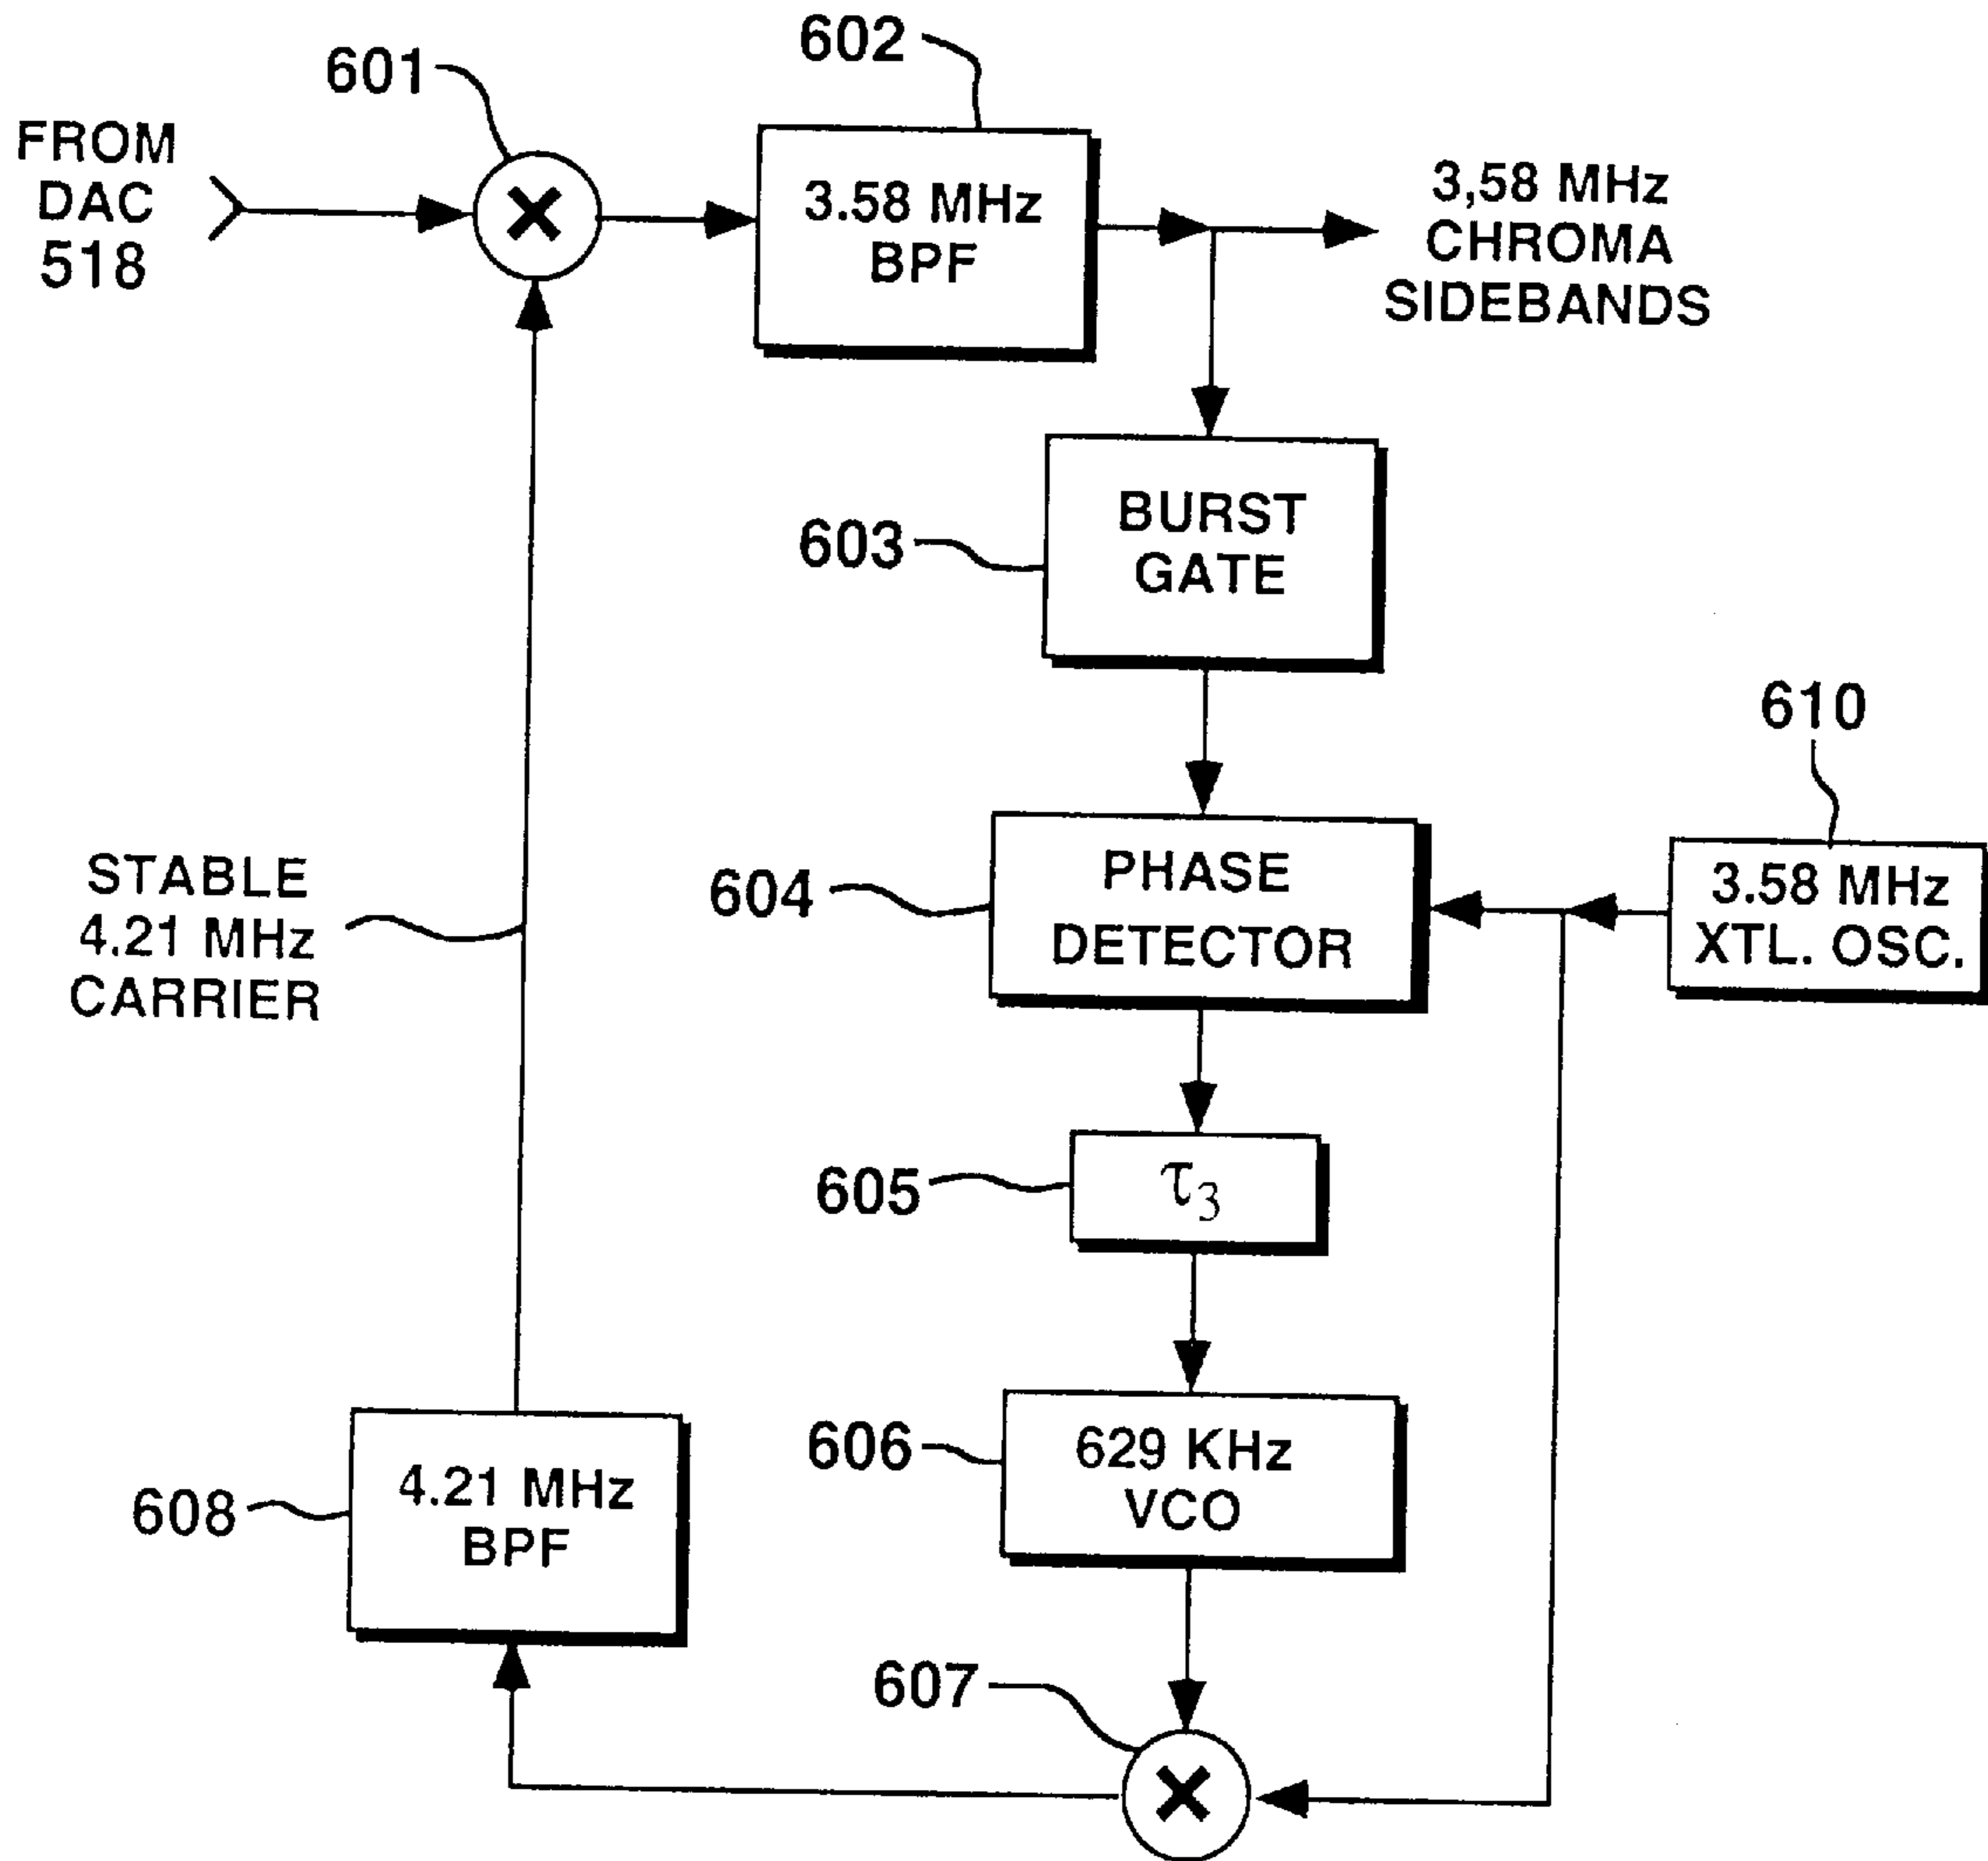 602
601
FROM
DAC
518
3.58 MHz
BPF
3,58 MHz
CHROMA
SIDEBANDS
BURST
GATE
603
610
PHASE
DETECTOR
604
3.58 MHz
XTL. OSC.
STABLE
4.21 MHz
CARRIER
605
τ3
606
629 KHz
VCO
608
4.21 MHz
BPF
607